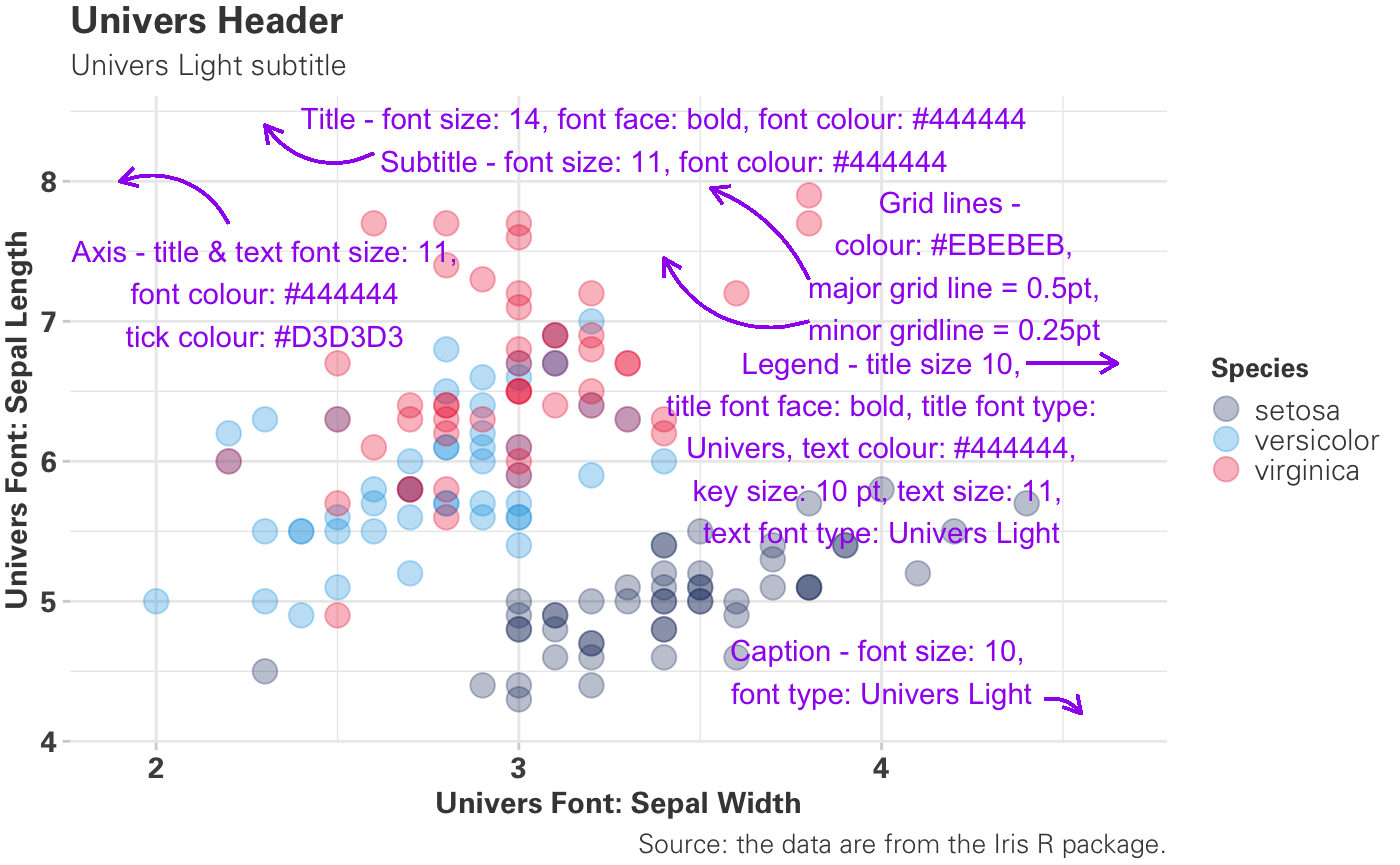 Univers Header
Univers Light subtitle
Title - font size: 14, font face: bold, font colour: #444444
Subtitle - font size: 11, font colour: #444444
Axis - title & text font size: 11,
font colour: #444444
tick colour: #D3D3D3
Grid lines -
colour: #EBEBEB,
major grid line = 0.5pt,
minor gridline = 0.25pt
Legend - title size 10,
title font face: bold, title font type:
Univers, text colour: #444444,
key size: 10 pt, text size: 11,
text font type: Univers Light
Caption - font size: 10,
font type: Univers Light
Univers Font: Sepal Length
8
7
6
5
4
2
3
4
Univers Font: Sepal Width
Species
setosa
versicolor
virginica
Source: the data are from the Iris R package.